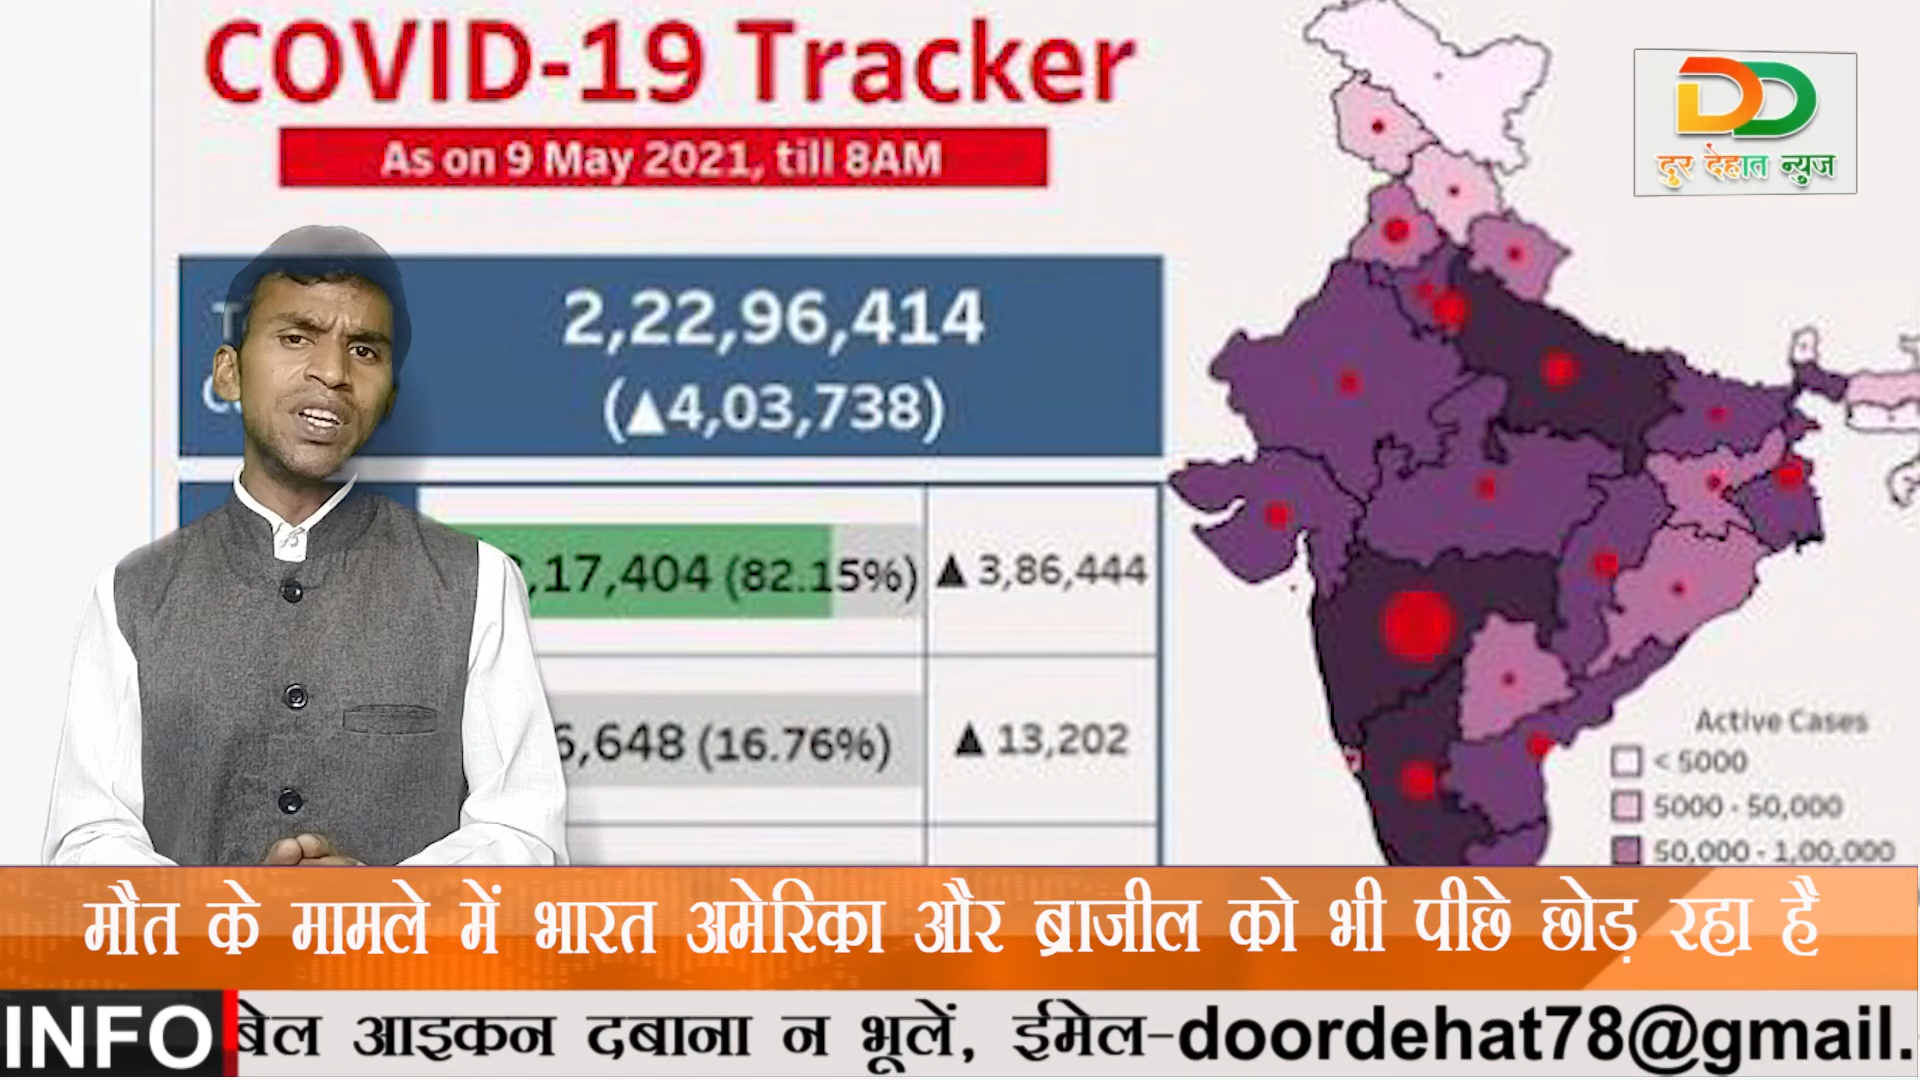 COVID-19 Tracker
As on 9 May 2021, till 8AM
DD
दुर देहात न्युज
2,22,96,414
(▲4,03,738)
,17,404 (82.15%) ▲ 3,86,444
6,648 (16.76%) ▲ 13,202
Active Cases
< 5000
5000 - 50,000
50,000 - 1,00,000
मौत के मामले में भारत अमेरिका और ब्राजील को भी पीछे छोड़ रहा है
INFO बेल आइकन दबाना न भूलें, ईमेल-doordehat78@gmail.